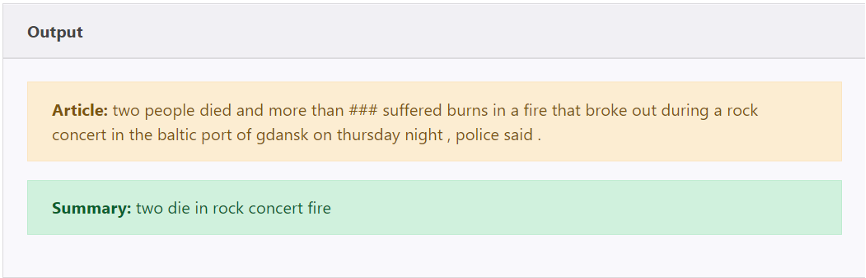 Output
Article: two people died and more than ### suffered burns in a fire that broke out during a rock
concert in the baltic port of gdansk on thursday night , police said .
Summary: two die in rock concert fire